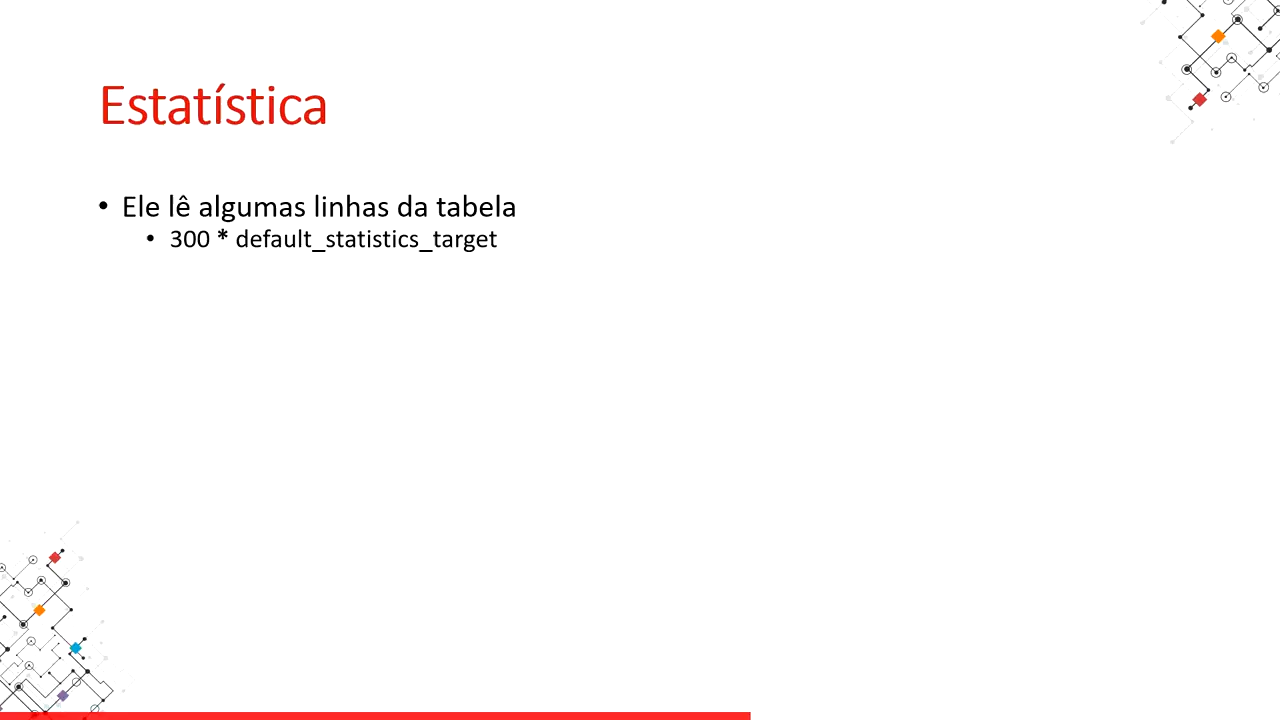 Estatística
• Ele lê algumas linhas da tabela
• 300 * default_statistics_target